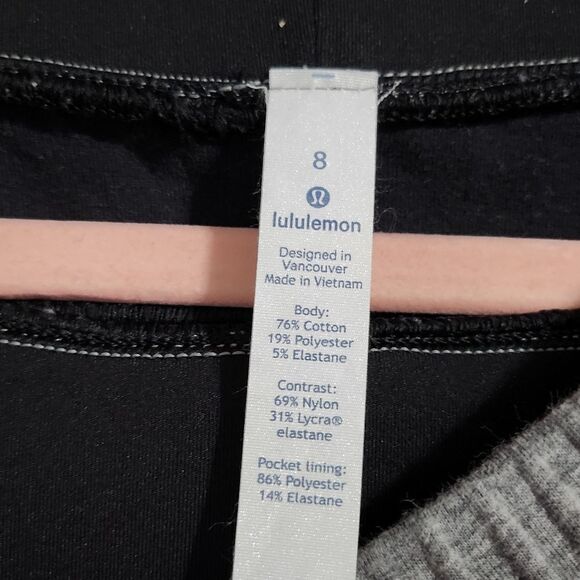 8
lululemon
Designed in
Vancouver
Made in Vietnam
Body:
76% Cotton
19% Polyester
5% Elastane
Contrast:
69% Nylon
31% Lycra®
elastane
Pocket lining:
86% Polyester
14% Elastane